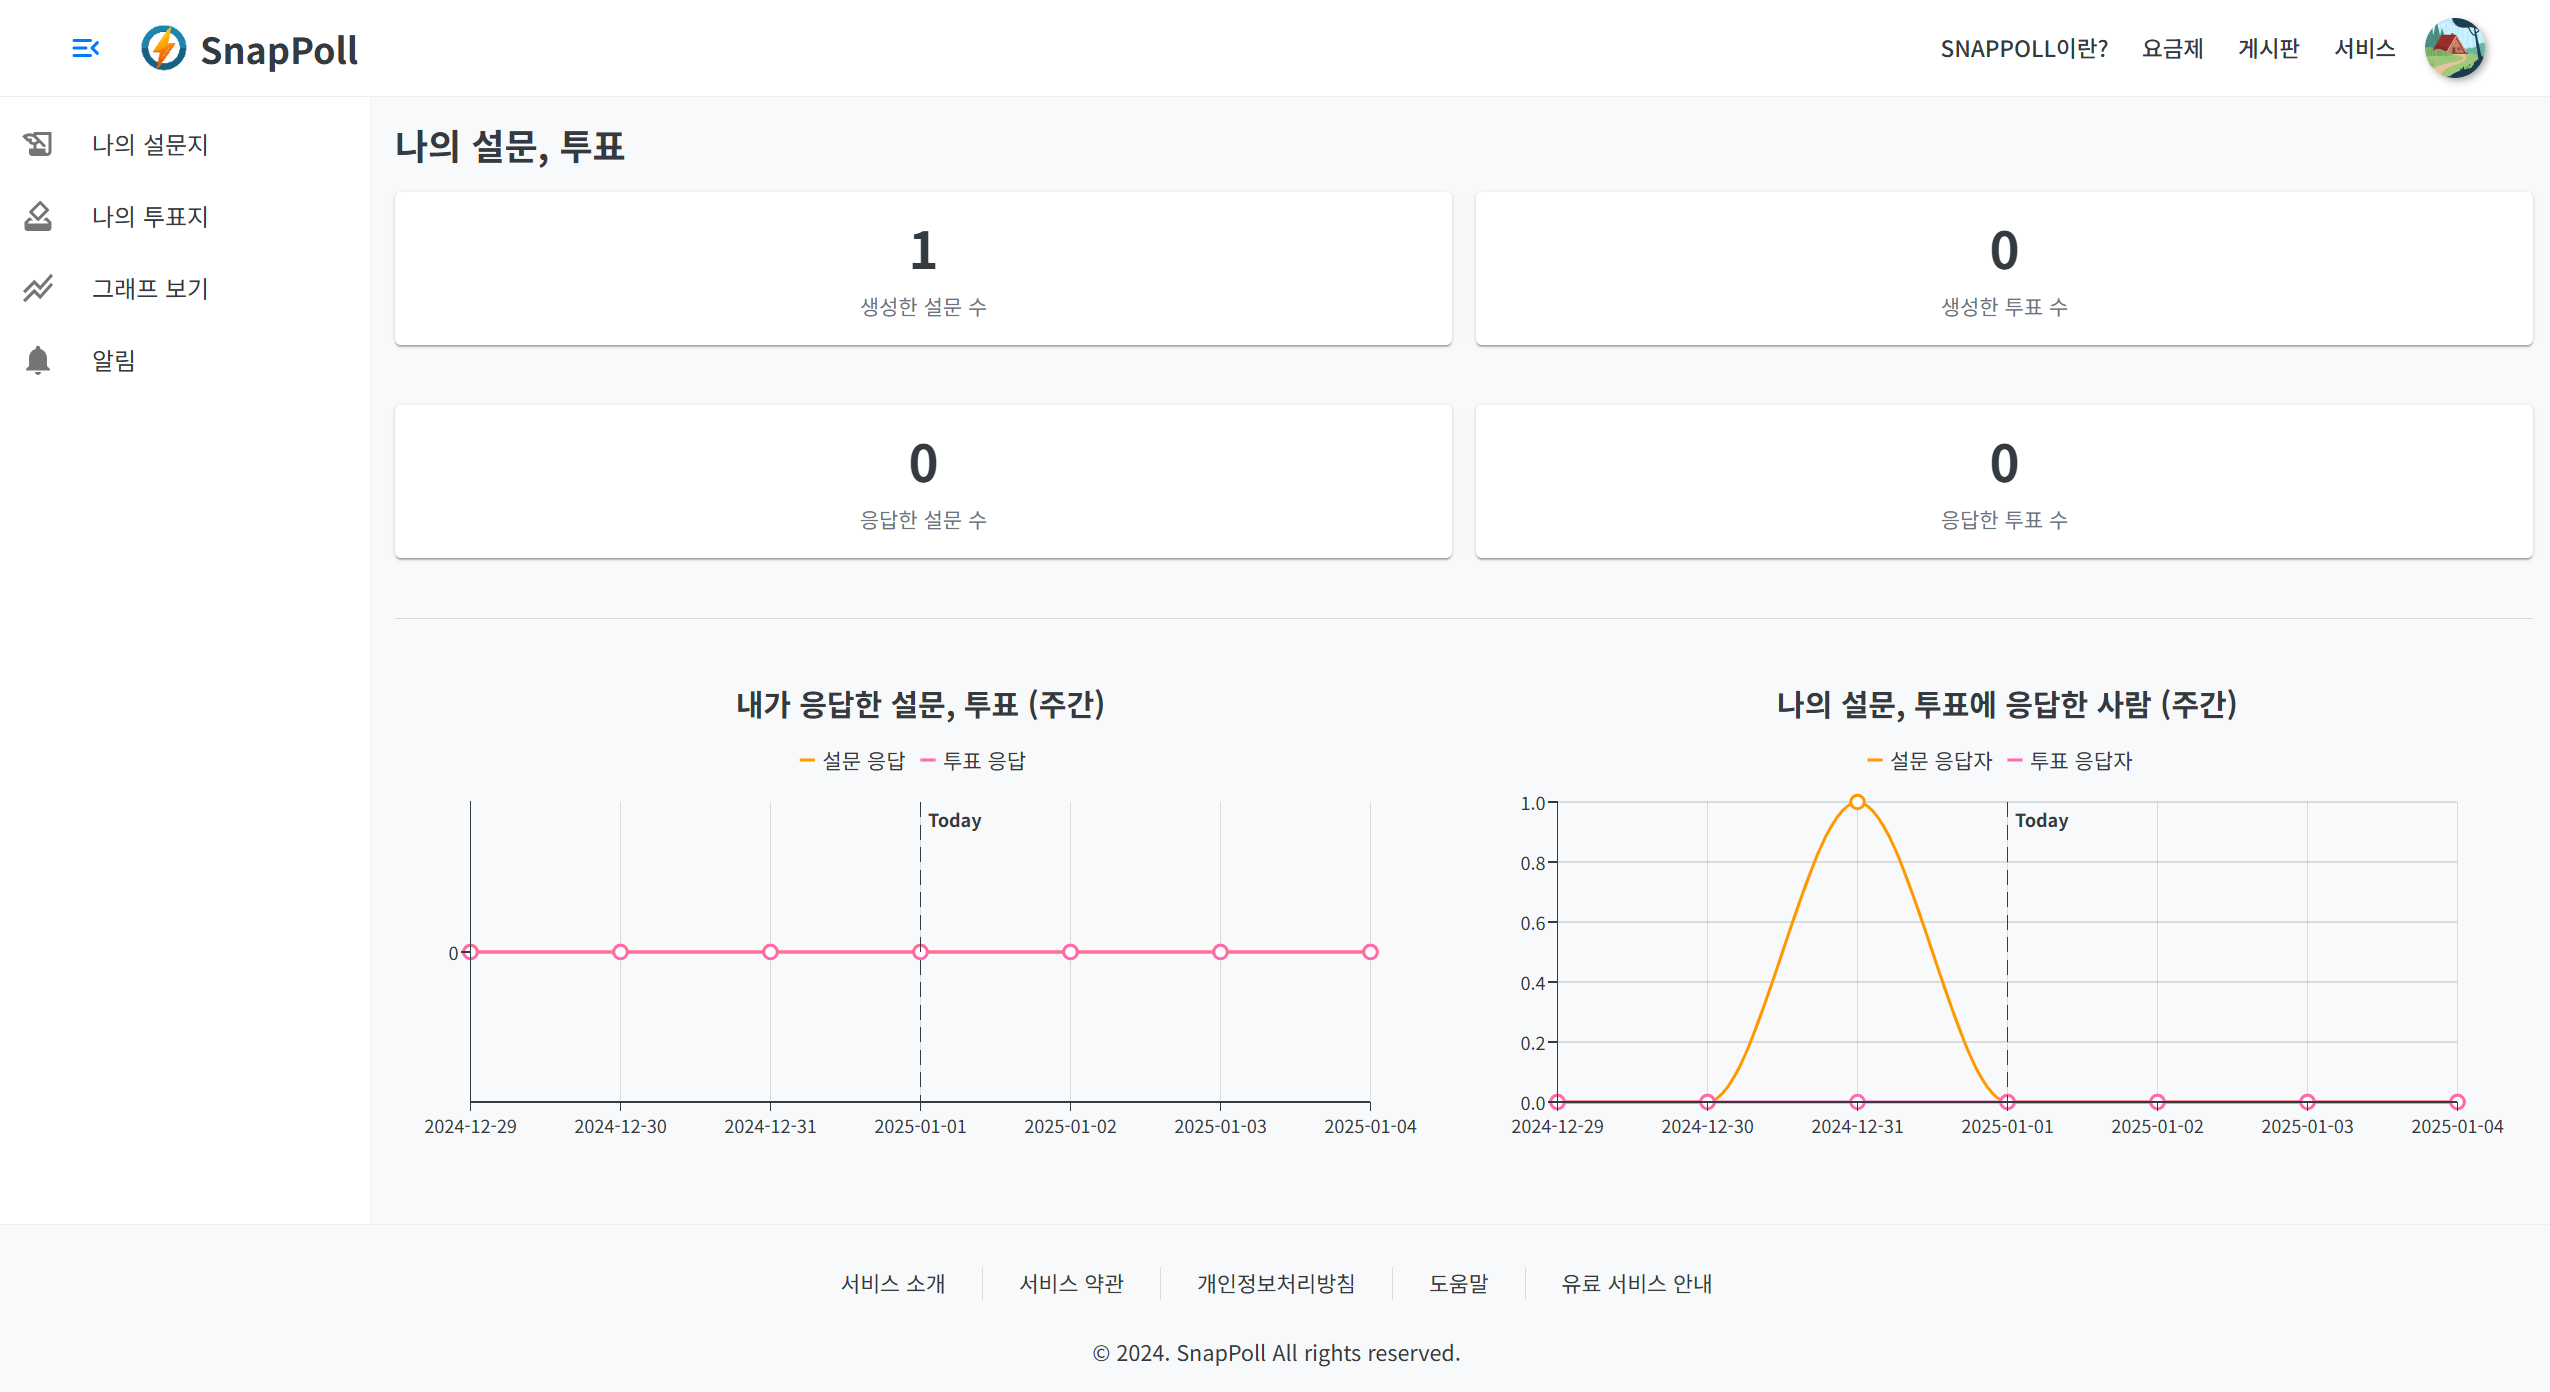 SnapPoll
SNAPPOLL이란? 요금제 게시판 서비스
나의 설문지
나의 투표지
그래프 보기
알림
나의 설문, 투표
1
생성한 설문 수
0
생성한 투표 수
0
응답한 설문 수
0
응답한 투표 수
내가 응답한 설문, 투표 (주간)
설문 응답 투표 응답
Today
0
2024-12-29 2024-12-30 2024-12-31 2025-01-01 2025-01-02 2025-01-03 2025-01-04
나의 설문, 투표에 응답한 사람 (주간)
설문 응답자 투표 응답자
1.0
Today
0.8
0.6
0.4
0.2
0.0
2024-12-29 2024-12-30 2024-12-31 2025-01-01 2025-01-02 2025-01-03 2025-01-04
서비스 소개 서비스 약관 개인정보처리방침 도움말 유료 서비스 안내
© 2024. SnapPoll All rights reserved.